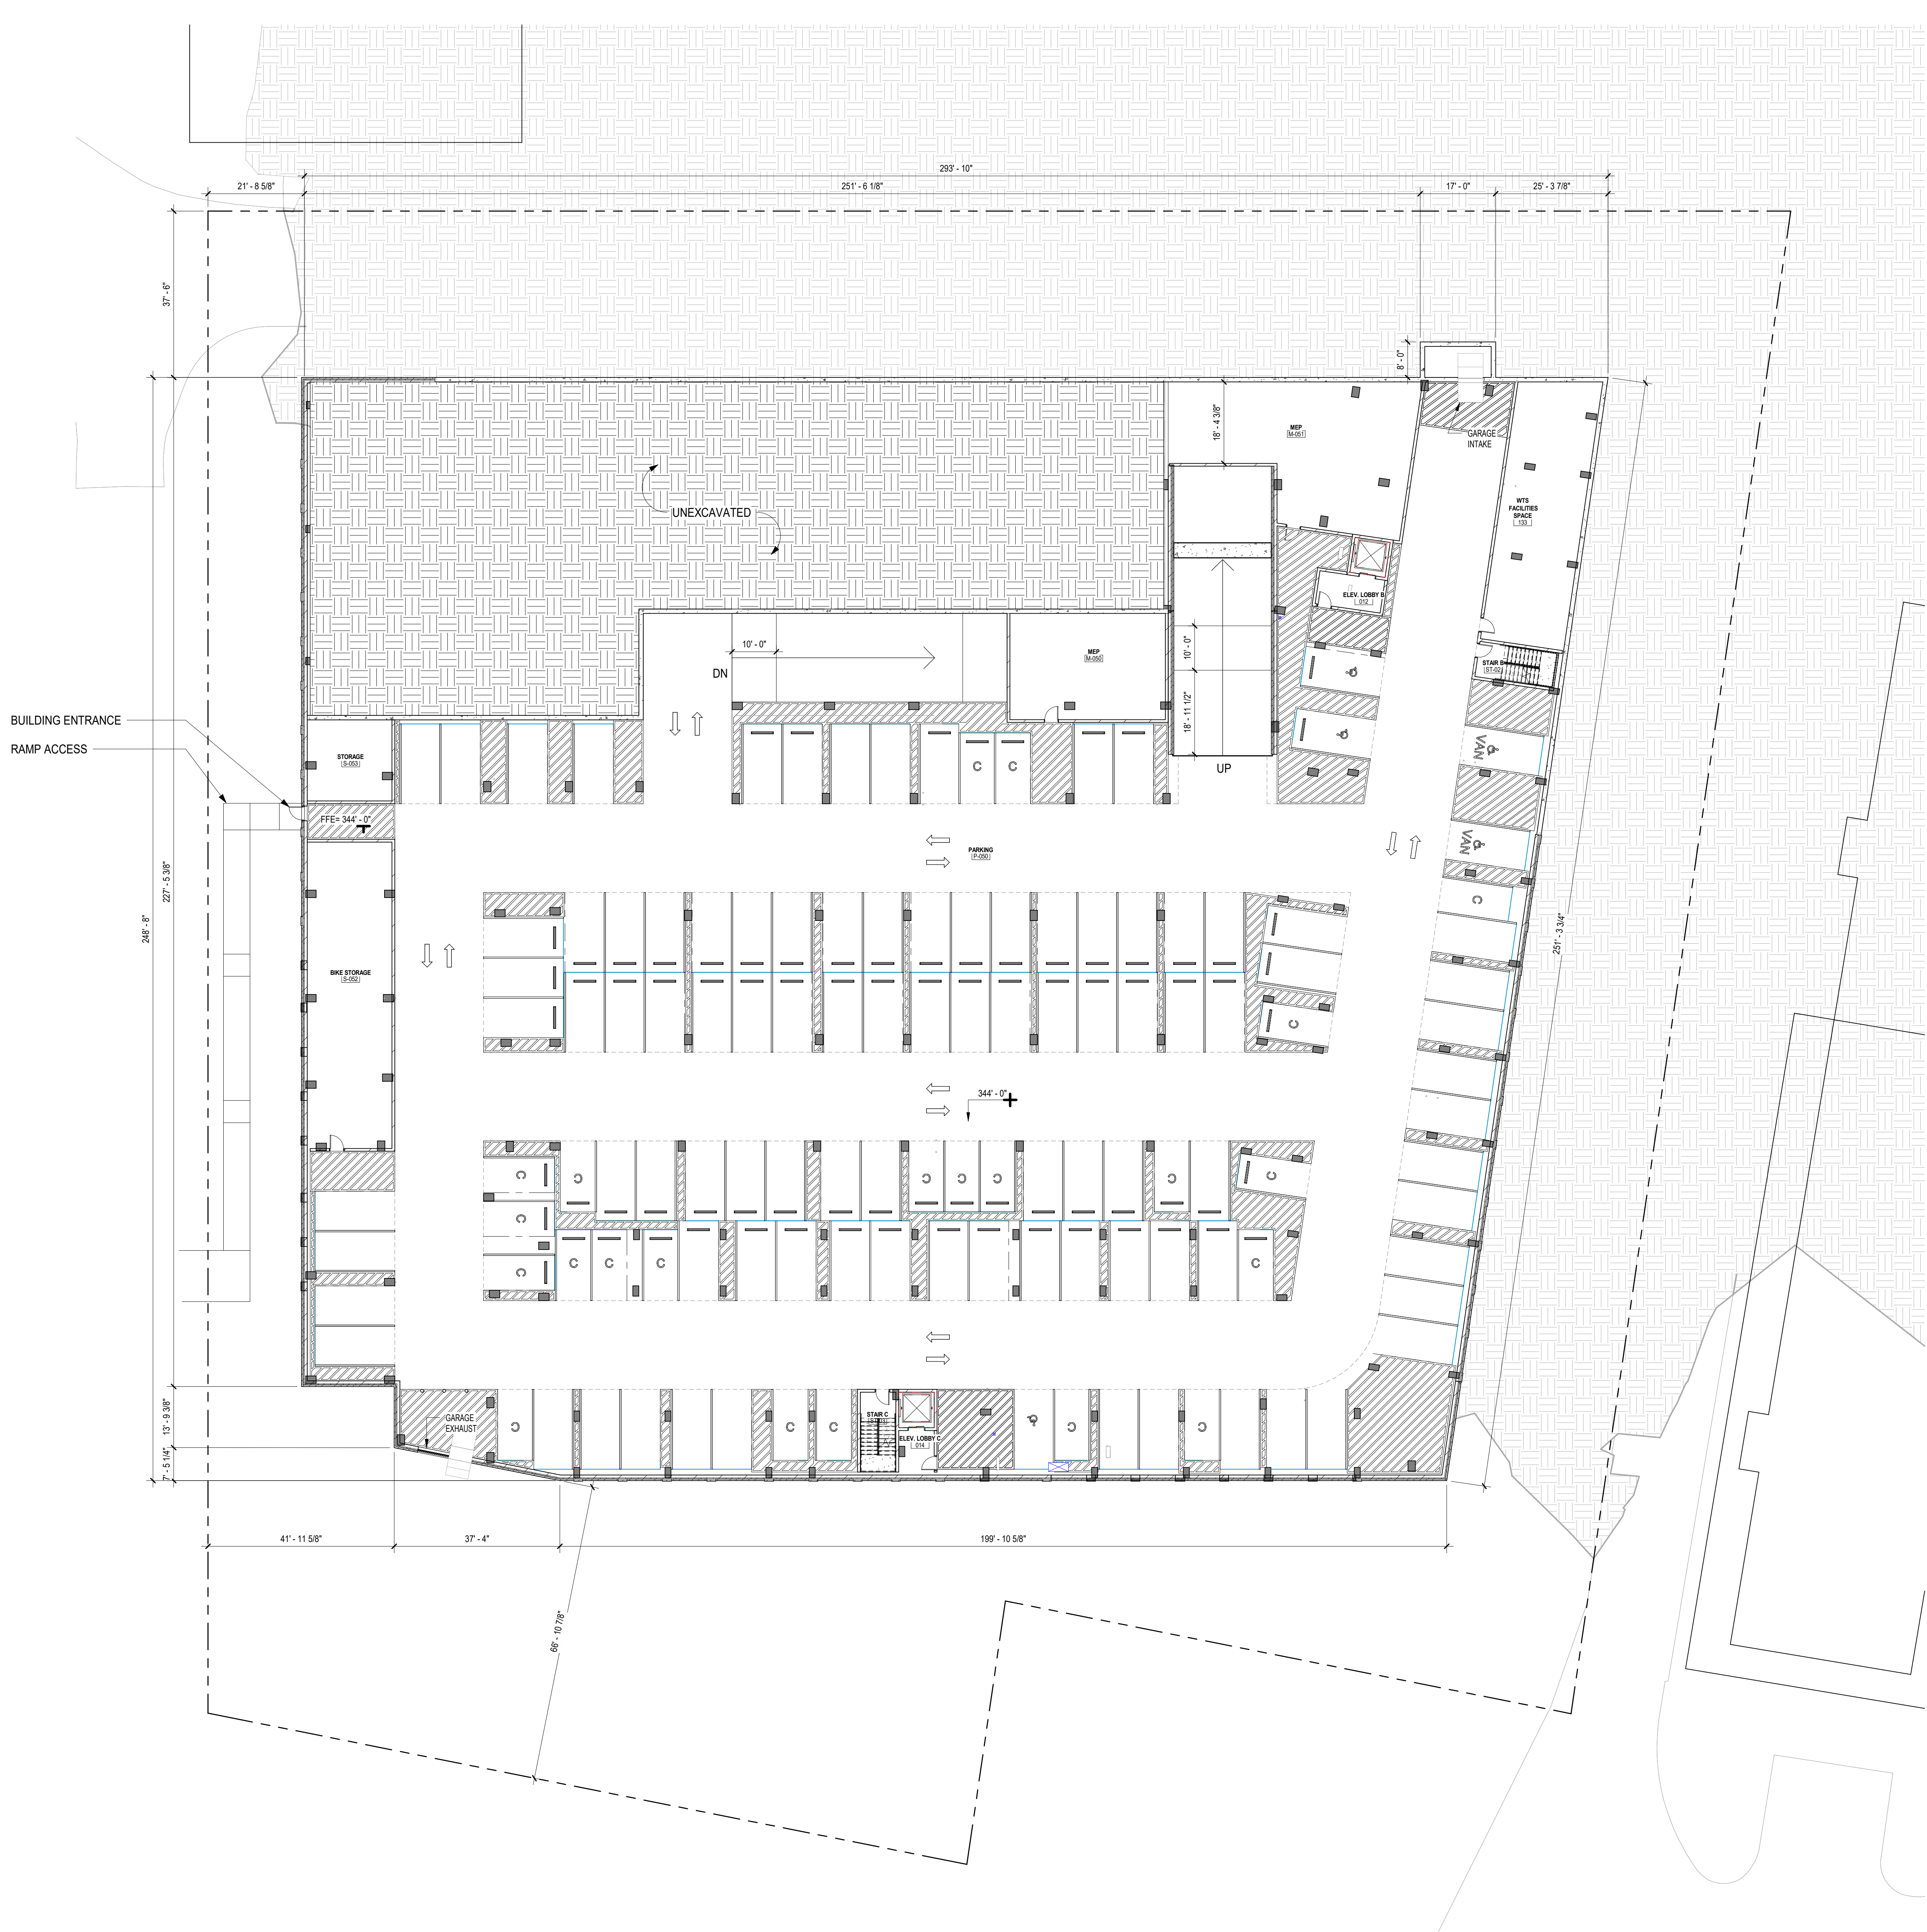 293' - 10"
21' - 8 5/8"
251' - 6 1/8"
17' - 0"
25' - 3 7/8"
37' - 6"
8' - 0"
18' - 4 3/8"
MEP
M-051
GARAGE
INTAKE
UNEXCAVATED
WTS
FACILITIES
SPACE
133
ELEV. LOBBY B
012
10' - 0"
DN
MEP
M-050
10' - 0"
STAIR B
ST-02
18' - 11 1/2"
BUILDING ENTRANCE
RAMP ACCESS
STORAGE
S-053
C
C
UP
VAN
FFE= 344' - 0"
VAN
PARKING
P-050
227' - 5 3/8"
248' - 8"
251' - 3 3/4"
C
BIKE STORAGE
S-052
C
344' - 0"
C
C
C
C
C
C
C
C
C
C
C
C
C
C
13' - 9 3/8"
7' - 5 1/4"
GARAGE
EXHAUST
C
C
C
STAIR C
ELEV. LOBBY C
014
C
C
41' - 11 5/8"
37' - 4"
199' - 10 5/8"
66' - 10 7/8"